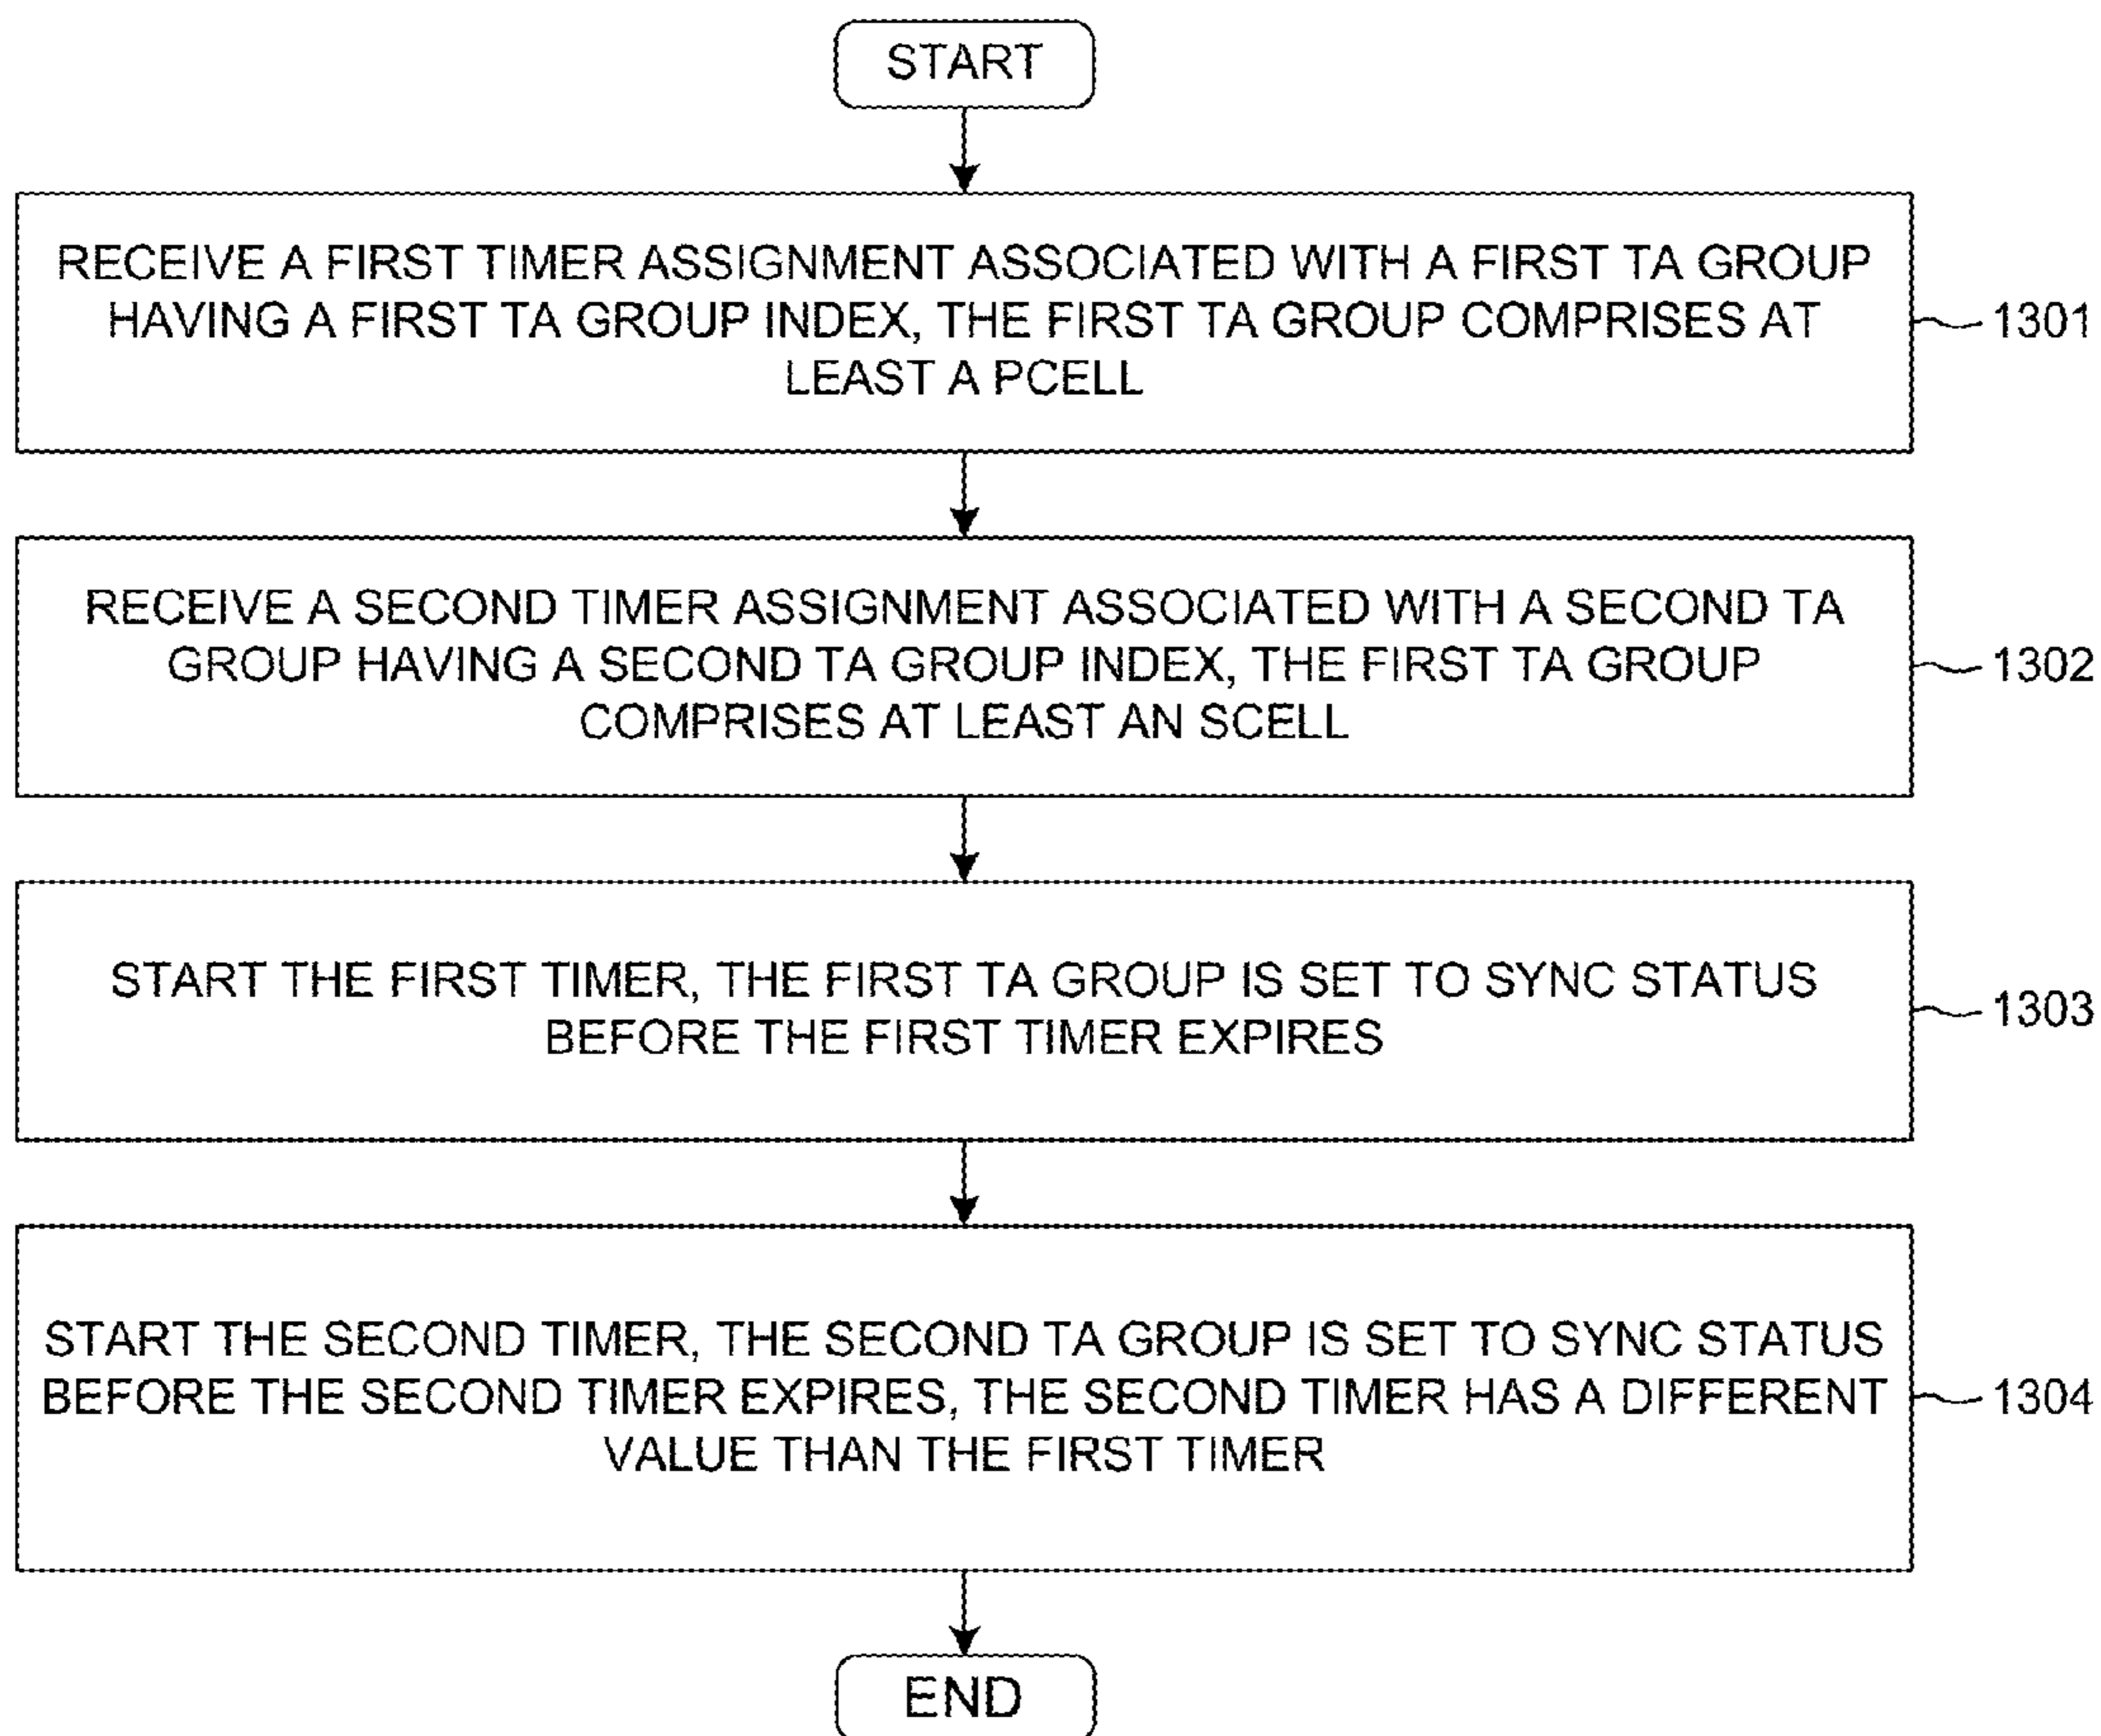 START
RECEIVE A FIRST TIMER ASSIGNMENT ASSOCIATED WITH A FIRST TA GROUP
HAVING A FIRST TA GROUP INDEX, THE FIRST TA GROUP COMPRISES AT
LEAST A PCELL
1301
RECEIVE A SECOND TIMER ASSIGNMENT ASSOCIATED WITH A SECOND TA
GROUP HAVING A SECOND TA GROUP INDEX, THE FIRST TA GROUP
COMPRISES AT LEAST AN SCELL
1302
START THE FIRST TIMER, THE FIRST TA GROUP IS SET TO SYNC STATUS
BEFORE THE FIRST TIMER EXPIRES
1303
START THE SECOND TIMER, THE SECOND TA GROUP IS SET TO SYNC STATUS
BEFORE THE SECOND TIMER EXPIRES, THE SECOND TIMER HAS A DIFFERENT
VALUE THAN THE FIRST TIMER
1304
END